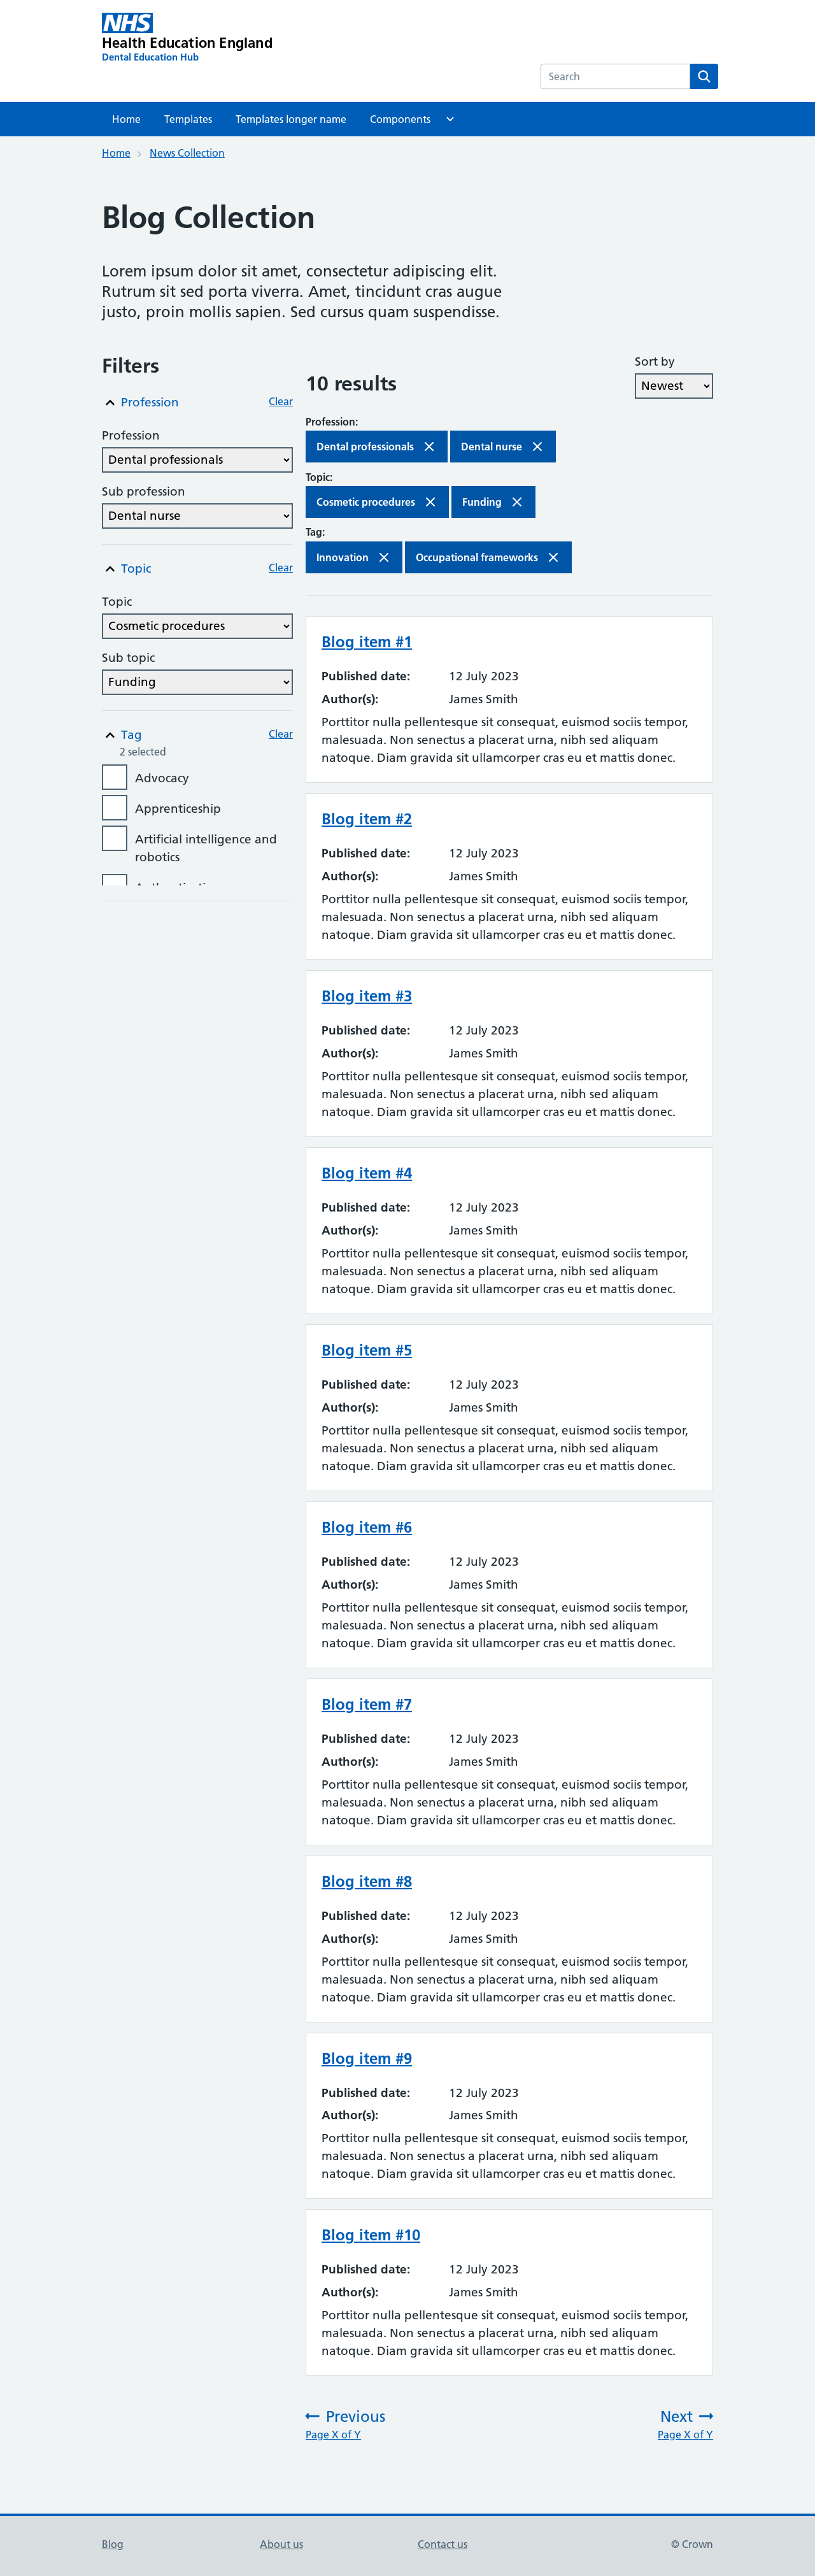 NHS
Health Education England
Dental Education Hub
Search
Home
Templates
Templates longer name
Components
Home
News Collection
Blog Collection
Lorem ipsum dolor sit amet, consectetur adipiscing elit.
Rutrum sit sed porta viverra. Amet, tincidunt cras augue
justo, proin mollis sapien. Sed cursus quam suspendisse.
Filters
Profession
Clear
Profession
Dental professionals
Sub profession
Dental nurse
Topic
Clear
Topic
Cosmetic procedures
Sub topic
Funding
Tag
Clear
2 selected
Advocacy
Apprenticeship
Artificial intelligence and
robotics
10 results
Sort by
Newest
Profession:
Dental professionals
Dental nurse
Topic:
Cosmetic procedures
Funding
Tag:
Innovation
Occupational frameworks
Blog item #1
Published date: 12 July 2023
Author(s): James Smith
Porttitor nulla pellentesque sit consequat, euismod sociis tempor,
malesuada. Non senectus a placerat urna, nibh sed aliquam
natoque. Diam gravida sit ullamcorper cras eu et mattis donec.
Blog item #2
Published date: 12 July 2023
Author(s): James Smith
Porttitor nulla pellentesque sit consequat, euismod sociis tempor,
malesuada. Non senectus a placerat urna, nibh sed aliquam
natoque. Diam gravida sit ullamcorper cras eu et mattis donec.
Blog item #3
Published date: 12 July 2023
Author(s): James Smith
Porttitor nulla pellentesque sit consequat, euismod sociis tempor,
malesuada. Non senectus a placerat urna, nibh sed aliquam
natoque. Diam gravida sit ullamcorper cras eu et mattis donec.
Blog item #4
Published date: 12 July 2023
Author(s): James Smith
Porttitor nulla pellentesque sit consequat, euismod sociis tempor,
malesuada. Non senectus a placerat urna, nibh sed aliquam
natoque. Diam gravida sit ullamcorper cras eu et mattis donec.
Blog item #5
Published date: 12 July 2023
Author(s): James Smith
Porttitor nulla pellentesque sit consequat, euismod sociis tempor,
malesuada. Non senectus a placerat urna, nibh sed aliquam
natoque. Diam gravida sit ullamcorper cras eu et mattis donec.
Blog item #6
Published date: 12 July 2023
Author(s): James Smith
Porttitor nulla pellentesque sit consequat, euismod sociis tempor,
malesuada. Non senectus a placerat urna, nibh sed aliquam
natoque. Diam gravida sit ullamcorper cras eu et mattis donec.
Blog item #7
Published date: 12 July 2023
Author(s): James Smith
Porttitor nulla pellentesque sit consequat, euismod sociis tempor,
malesuada. Non senectus a placerat urna, nibh sed aliquam
natoque. Diam gravida sit ullamcorper cras eu et mattis donec.
Blog item #8
Published date: 12 July 2023
Author(s): James Smith
Porttitor nulla pellentesque sit consequat, euismod sociis tempor,
malesuada. Non senectus a placerat urna, nibh sed aliquam
natoque. Diam gravida sit ullamcorper cras eu et mattis donec.
Blog item #9
Published date: 12 July 2023
Author(s): James Smith
Porttitor nulla pellentesque sit consequat, euismod sociis tempor,
malesuada. Non senectus a placerat urna, nibh sed aliquam
natoque. Diam gravida sit ullamcorper cras eu et mattis donec.
Blog item #10
Published date: 12 July 2023
Author(s): James Smith
Porttitor nulla pellentesque sit consequat, euismod sociis tempor,
malesuada. Non senectus a placerat urna, nibh sed aliquam
natoque. Diam gravida sit ullamcorper cras eu et mattis donec.
Previous
Page X of Y
Next
Page X of Y
Blog
About us
Contact us
© Crown